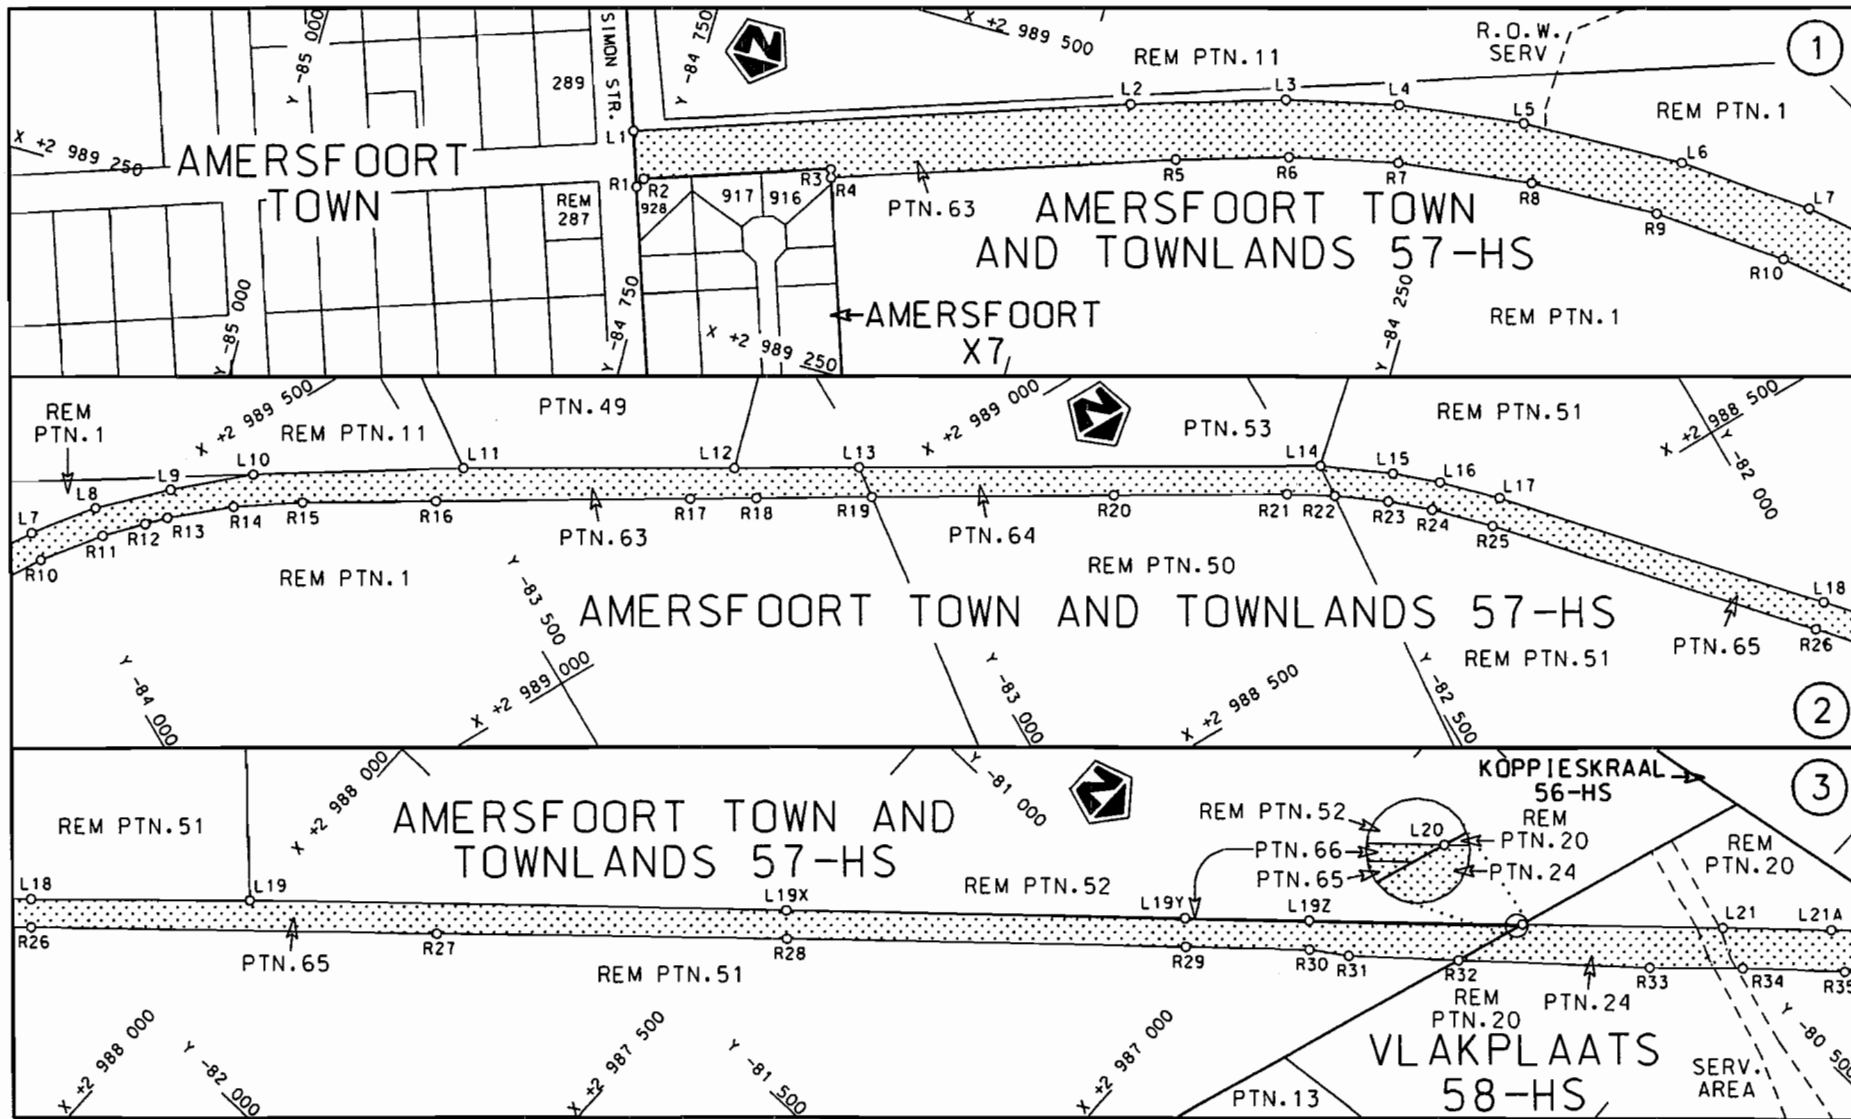 1
Y -85 000
SIMON STR.
Y -84 750
X +2 989 500
R.O.W.
SERV
REM PTN.11
289
L1
L2
L3
L4
L5
REM PTN.1
L6
L7
X +2 989 250
AMERSFOORT
TOWN
R1
R2
R3
R4
R5
R6
R7
R8
R9
R10
REM
287
928
917
916
PTN.63
AMERSFOORT TOWN
AND TOWNLANDS 57-HS
Y -85 000
Y -84 750
X +2 989 250
AMERSFOORT
X7
Y -84 250
REM PTN.1
N
REM
PTN.1
X +2 989 500
REM PTN.11
PTN.49
X +2 989 000
N
PTN.53
REM PTN.51
X +2 988 500
Y -82 000
L7
L8
L9
L10
L11
L12
L13
L14
L15
L16
L17
L18
R10
R11
R12
R13
R14
R15
R16
R17
R18
R19
R20
R21
R22
R23
R24
R25
R26
PTN.63
PTN.64
REM PTN.1
REM PTN.50
Y -83 500
AMERSFOORT TOWN AND TOWNLANDS 57-HS
PTN.65
REM PTN.51
Y -84 000
X +2 989 000
Y -83 000
X +2 988 500
Y -82 500
2
REM PTN.51
X +2 988 000
AMERSFOORT TOWN AND
TOWNLANDS 57-HS
Y -81 000
N
KOPPIESKRAAL
56-HS
3
REM PTN.52
L20
REM
PTN.20
PTN.66
PTN.65
PTN.24
REM
PTN.20
REM PTN.52
L18
L19
L19X
L19Y
L19Z
L21
L21A
R26
R27
R28
R29
R30
R31
R32
R33
R34
R35
PTN.65
REM PTN.51
REM
PTN.20
PTN.24
Y -80 500
VLAKPLAATS
58-HS
SERV.
AREA
PTN.13
X +2 988 000
Y -82 000
X +2 987 500
Y -81 500
X +2 987 000